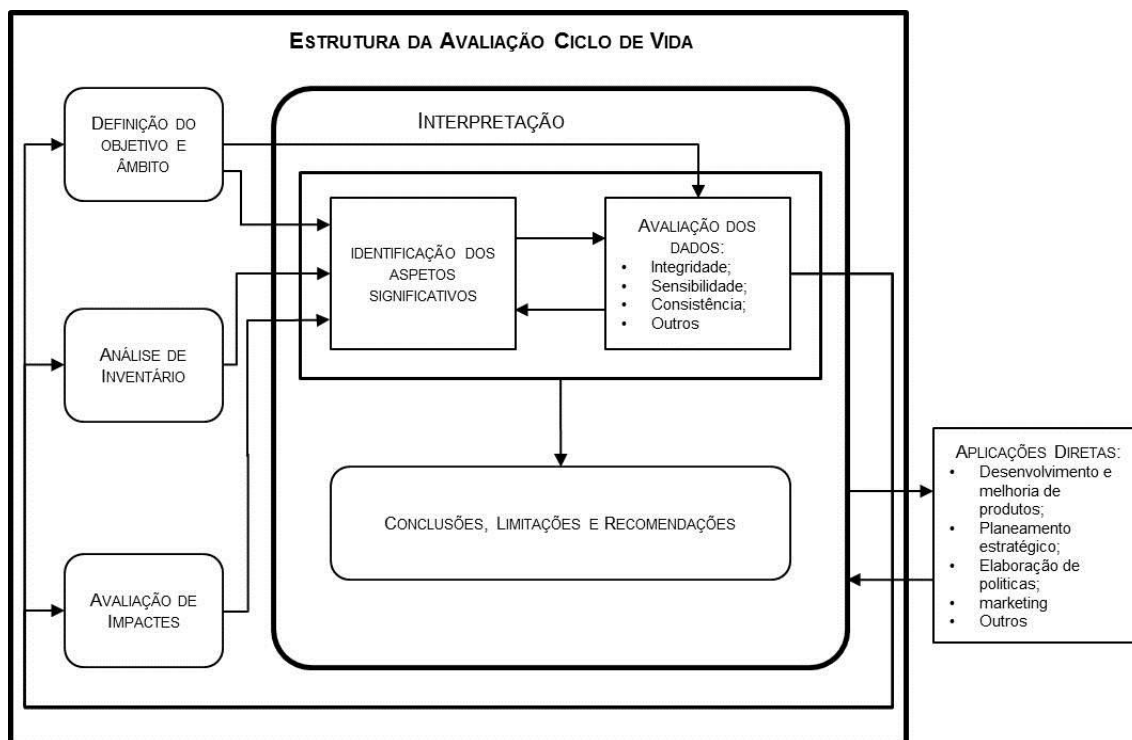 ESTRUTURA DA AVALIAÇÃO CICLO DE VIDA
DEFINIÇÃO DO
OBJETIVO E
ÂMBITO
INTERPRETAÇÃO
IDENTIFICAÇÃO DOS
ASPETOS
SIGNIFICATIVOS
AVALIAÇÃO DOS
DADOS:
• Integridade;
• Sensibilidade;
• Consistência;
• Outros
ANÁLISE DE
INVENTÁRIO
CONCLUSÕES, LIMITAÇÕES E RECOMENDAÇÕES
AVALIAÇÃO DE
IMPACTES
APLICAÇÕES DIRETAS:
• Desenvolvimento e
melhoria de
produtos;
• Planeamento
estratégico;
• Elaboração de
politicas;
• marketing
• Outros